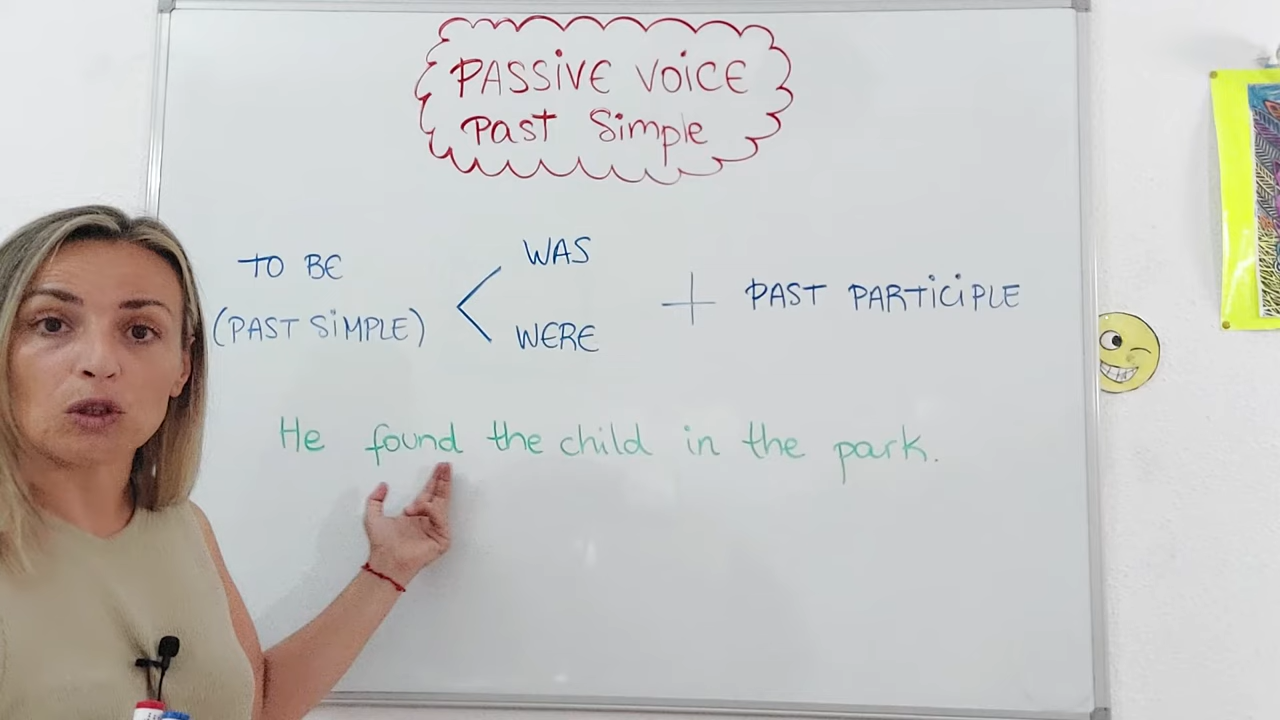 PASSIVE VOICE
Past Simple
TO BE
(PAST SIMPLE)
WAS
WERE
+ PAST PARTICIPLE
He found the child in the park.